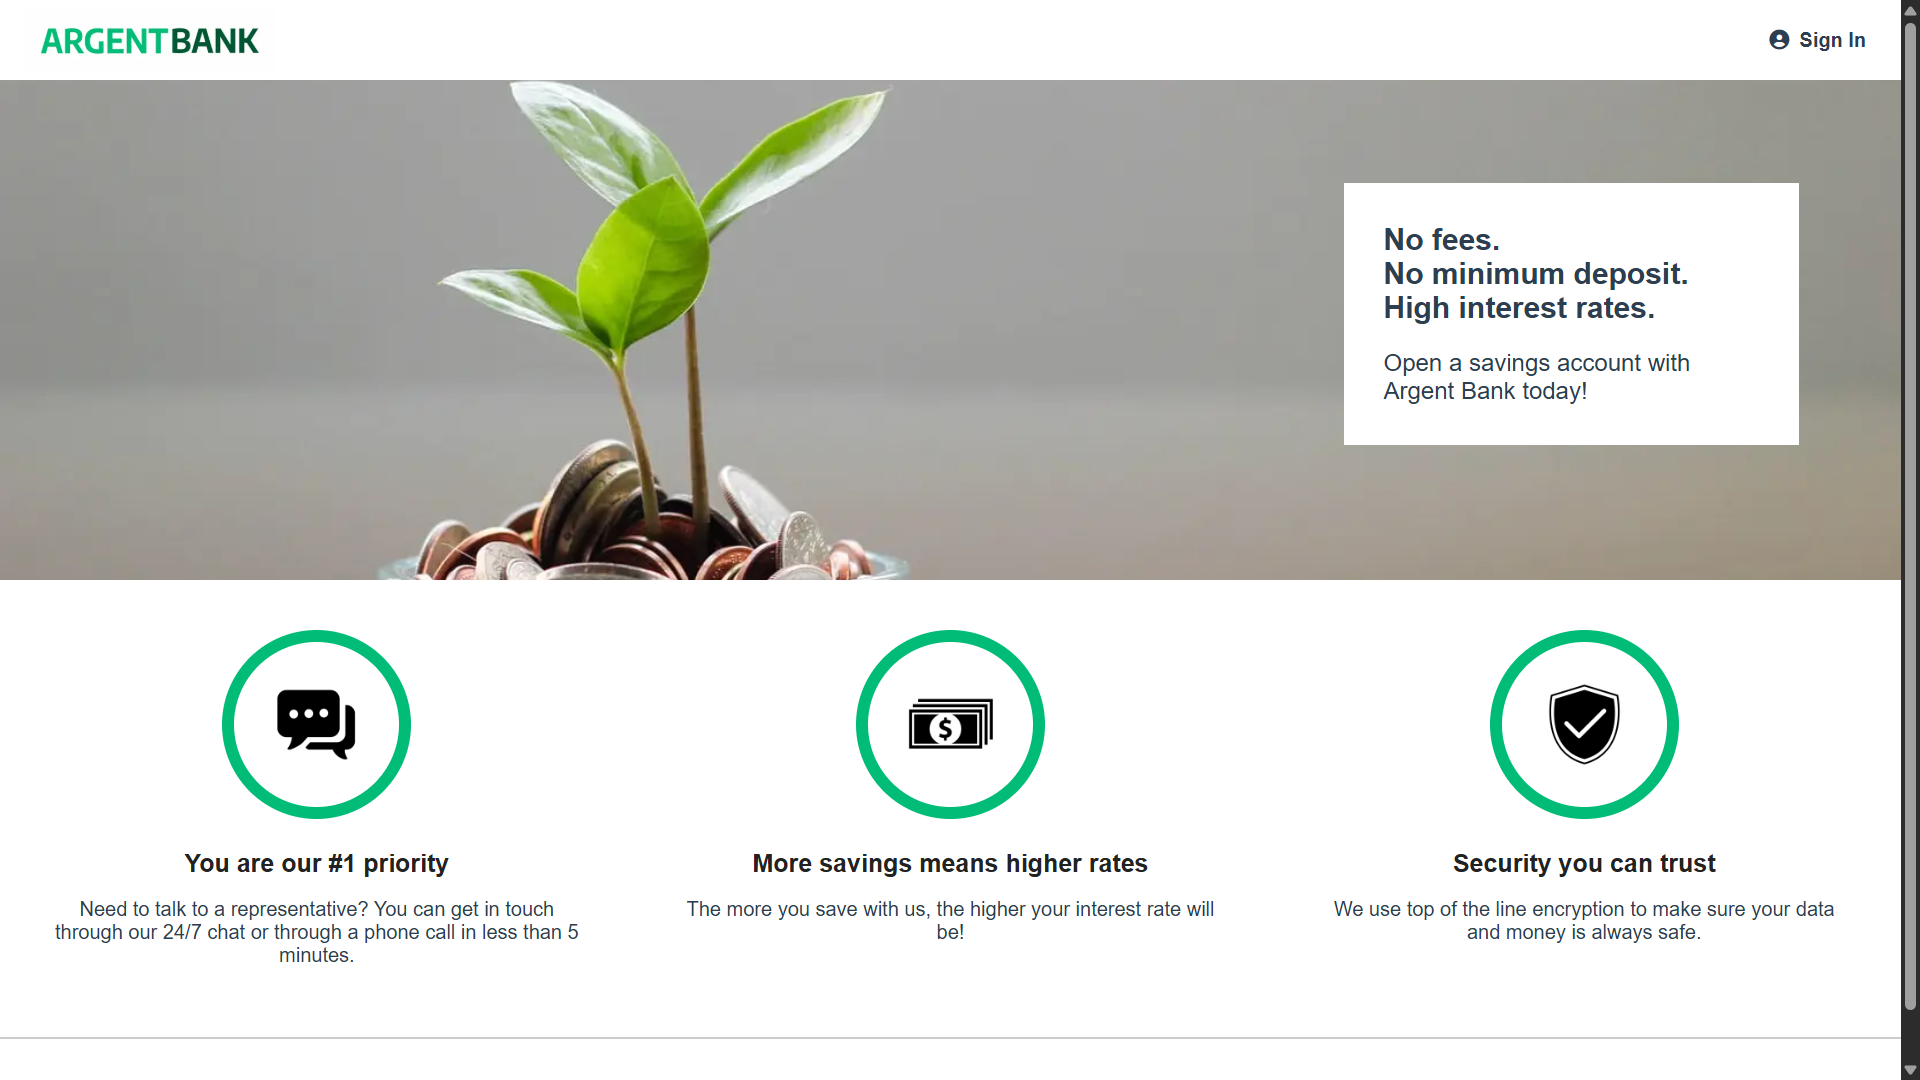 ARGENTBANK
Sign In
No fees.
No minimum deposit.
High interest rates.
Open a savings account with
Argent Bank today!
$
You are our #1 priority
Need to talk to a representative? You can get in touch
through our 24/7 chat or through a phone call in less than 5
minutes.
More savings means higher rates
The more you save with us, the higher your interest rate will
be!
Security you can trust
We use top of the line encryption to make sure your data
and money is always safe.